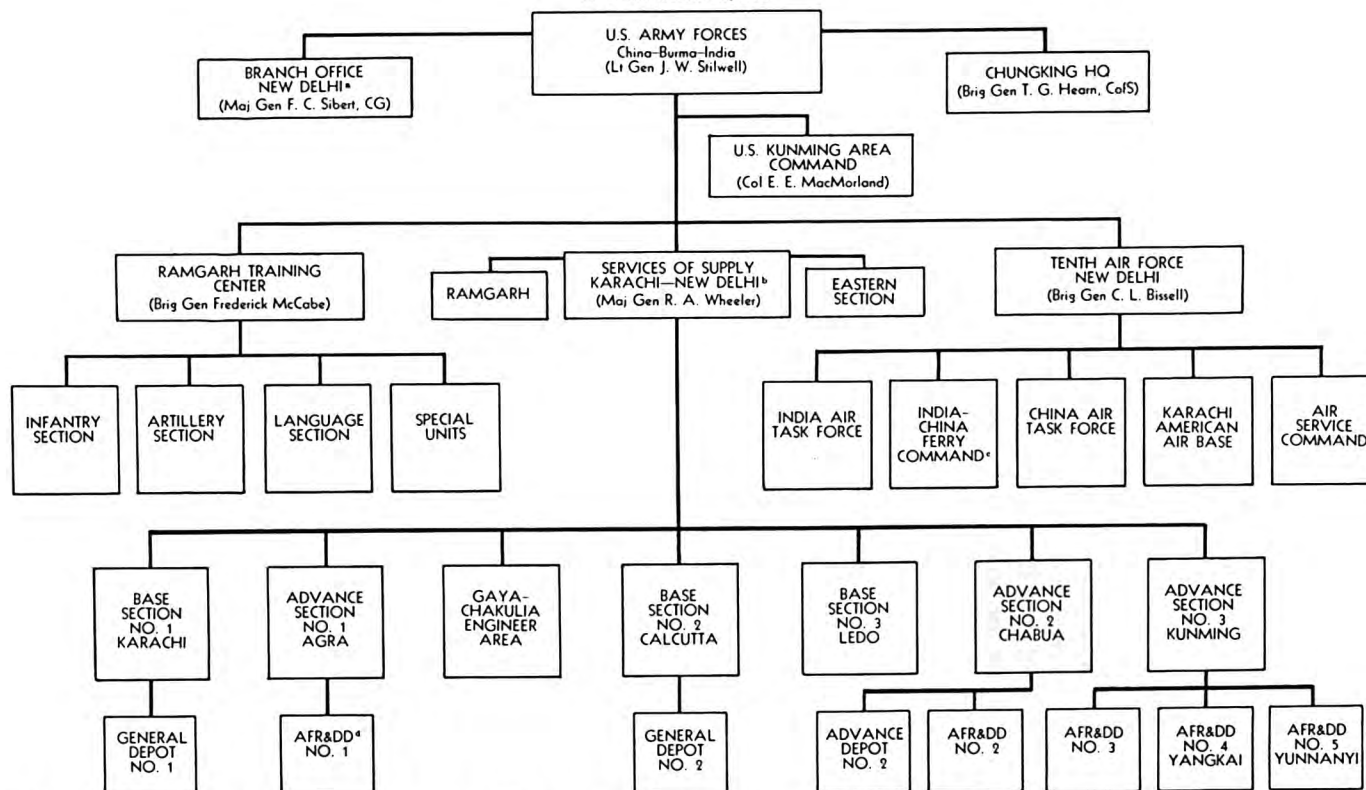 U.S. ARMY FORCES
China–Burma–India
(Lt Gen J. W. Stilwell)
BRANCH OFFICE
NEW DELHIᵃ
(Maj Gen F. C. Sibert, CG)
CHUNGKING HQ
(Brig Gen T. G. Hearn, CofS)
U.S. KUNMING AREA
COMMAND
(Col E. E. MacMorland)
RAMGARH TRAINING
CENTER
(Brig Gen Frederick McCabe)
RAMGARH
SERVICES OF SUPPLY
KARACHI—NEW DELHIᵇ
(Maj Gen R. A. Wheeler)
EASTERN
SECTION
TENTH AIR FORCE
NEW DELHI
(Brig Gen C. L. Bissell)
INFANTRY
SECTION
ARTILLERY
SECTION
LANGUAGE
SECTION
SPECIAL
UNITS
INDIA AIR
TASK FORCE
INDIA–
CHINA
FERRY
COMMANDᶜ
CHINA AIR
TASK FORCE
KARACHI
AMERICAN
AIR BASE
AIR
SERVICE
COMMAND
BASE
SECTION
NO. 1
KARACHI
ADVANCE
SECTION
NO. 1
AGRA
GAYA–
CHAKULIA
ENGINEER
AREA
BASE
SECTION
NO. 2
CALCUTTA
BASE
SECTION
NO. 3
LEDO
ADVANCE
SECTION
NO. 2
CHABUA
ADVANCE
SECTION
NO. 3
KUNMING
GENERAL
DEPOT
NO. 1
AFR&DDᵈ
NO. 1
GENERAL
DEPOT
NO. 2
ADVANCE
DEPOT
NO. 2
AFR&DD
NO. 2
AFR&DD
NO. 3
AFR&DD
NO. 4
YANGKAI
AFR&DD
NO. 5
YUNNANYI